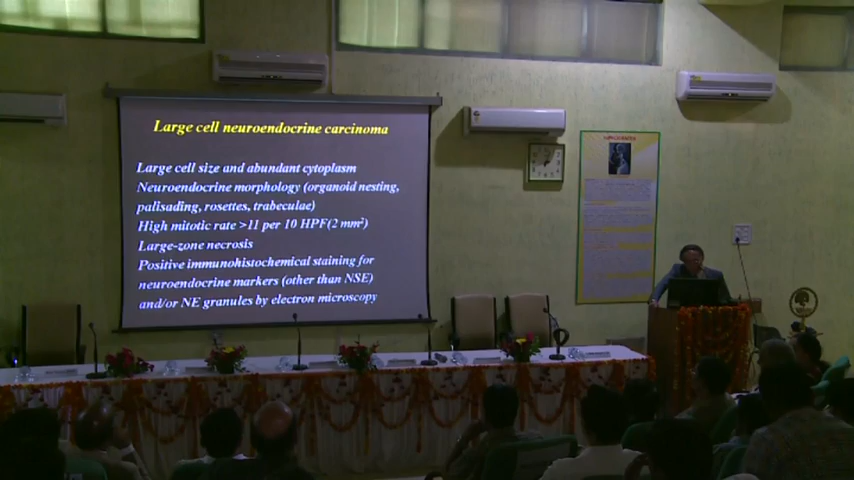 Large cell neuroendocrine carcinoma
Large cell size and abundant cytoplasm
Neuroendocrine morphology (organoid nesting,
palisading, rosettes, trabeculae)
High mitotic rate >11 per 10 HPF(2 mm²)
Large-zone necrosis
Positive immunohistochemical staining for
neuroendocrine markers (other than NSE)
and/or NE granules by electron microscopy